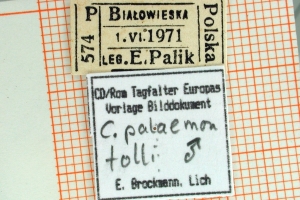 P BIAŁOWIESKA Polska
574 1.VI.1971
LEG. E. Palik
CD/Rom Tagfalter Europas
Vorlage Bilddokument
C. palaemon
tolli ♂
E. Brockmann, Lich